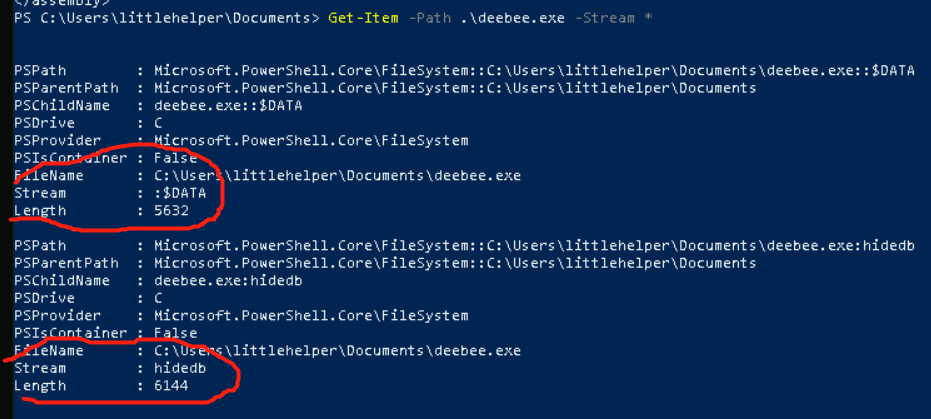 </assembly>
PS C:\Users\littlehelper\Documents> Get-Item -Path .\deebee.exe -Stream *
PSPath : Microsoft.PowerShell.Core\FileSystem::C:\Users\littlehelper\Documents\deebee.exe::$DATA
PSParentPath : Microsoft.PowerShell.Core\FileSystem::C:\Users\littlehelper\Documents
PSChildName : deebee.exe::$DATA
PSDrive : C
PSProvider : Microsoft.PowerShell.Core\FileSystem
PSIsContainer : False
FileName : C:\Users\littlehelper\Documents\deebee.exe
Stream : :$DATA
Length : 5632
PSPath : Microsoft.PowerShell.Core\FileSystem::C:\Users\littlehelper\Documents\deebee.exe:hidedb
PSParentPath : Microsoft.PowerShell.Core\FileSystem::C:\Users\littlehelper\Documents
PSChildName : deebee.exe:hidedb
PSDrive : C
PSProvider : Microsoft.PowerShell.Core\FileSystem
PSIsContainer : False
FileName : C:\Users\littlehelper\Documents\deebee.exe
Stream : hidedb
Length : 6144